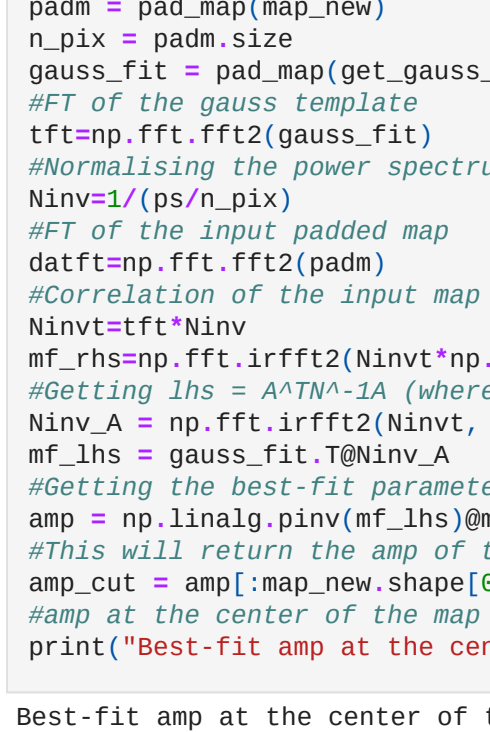 padm = pad_map(map_new)
n_pix = padm.size
gauss_fit = pad_map(get_gauss_
#FT of the gauss template
tft=np.fft.fft2(gauss_fit)
#Normalising the power spectru
Ninv=1/(ps/n_pix)
#FT of the input padded map
datft=np.fft.fft2(padm)
#Correlation of the input map
Ninvt=tft*Ninv
mf_rhs=np.fft.irfft2(Ninvt*np.
#Getting lhs = A^TN^-1A (where
Ninv_A = np.fft.irfft2(Ninvt,
mf_lhs = gauss_fit.T@Ninv_A
#Getting the best-fit paramete
amp = np.linalg.pinv(mf_lhs)@m
#This will return the amp of t
amp_cut = amp[:map_new.shape[0
#amp at the center of the map
print("Best-fit amp at the cen
Best-fit amp at the center of t